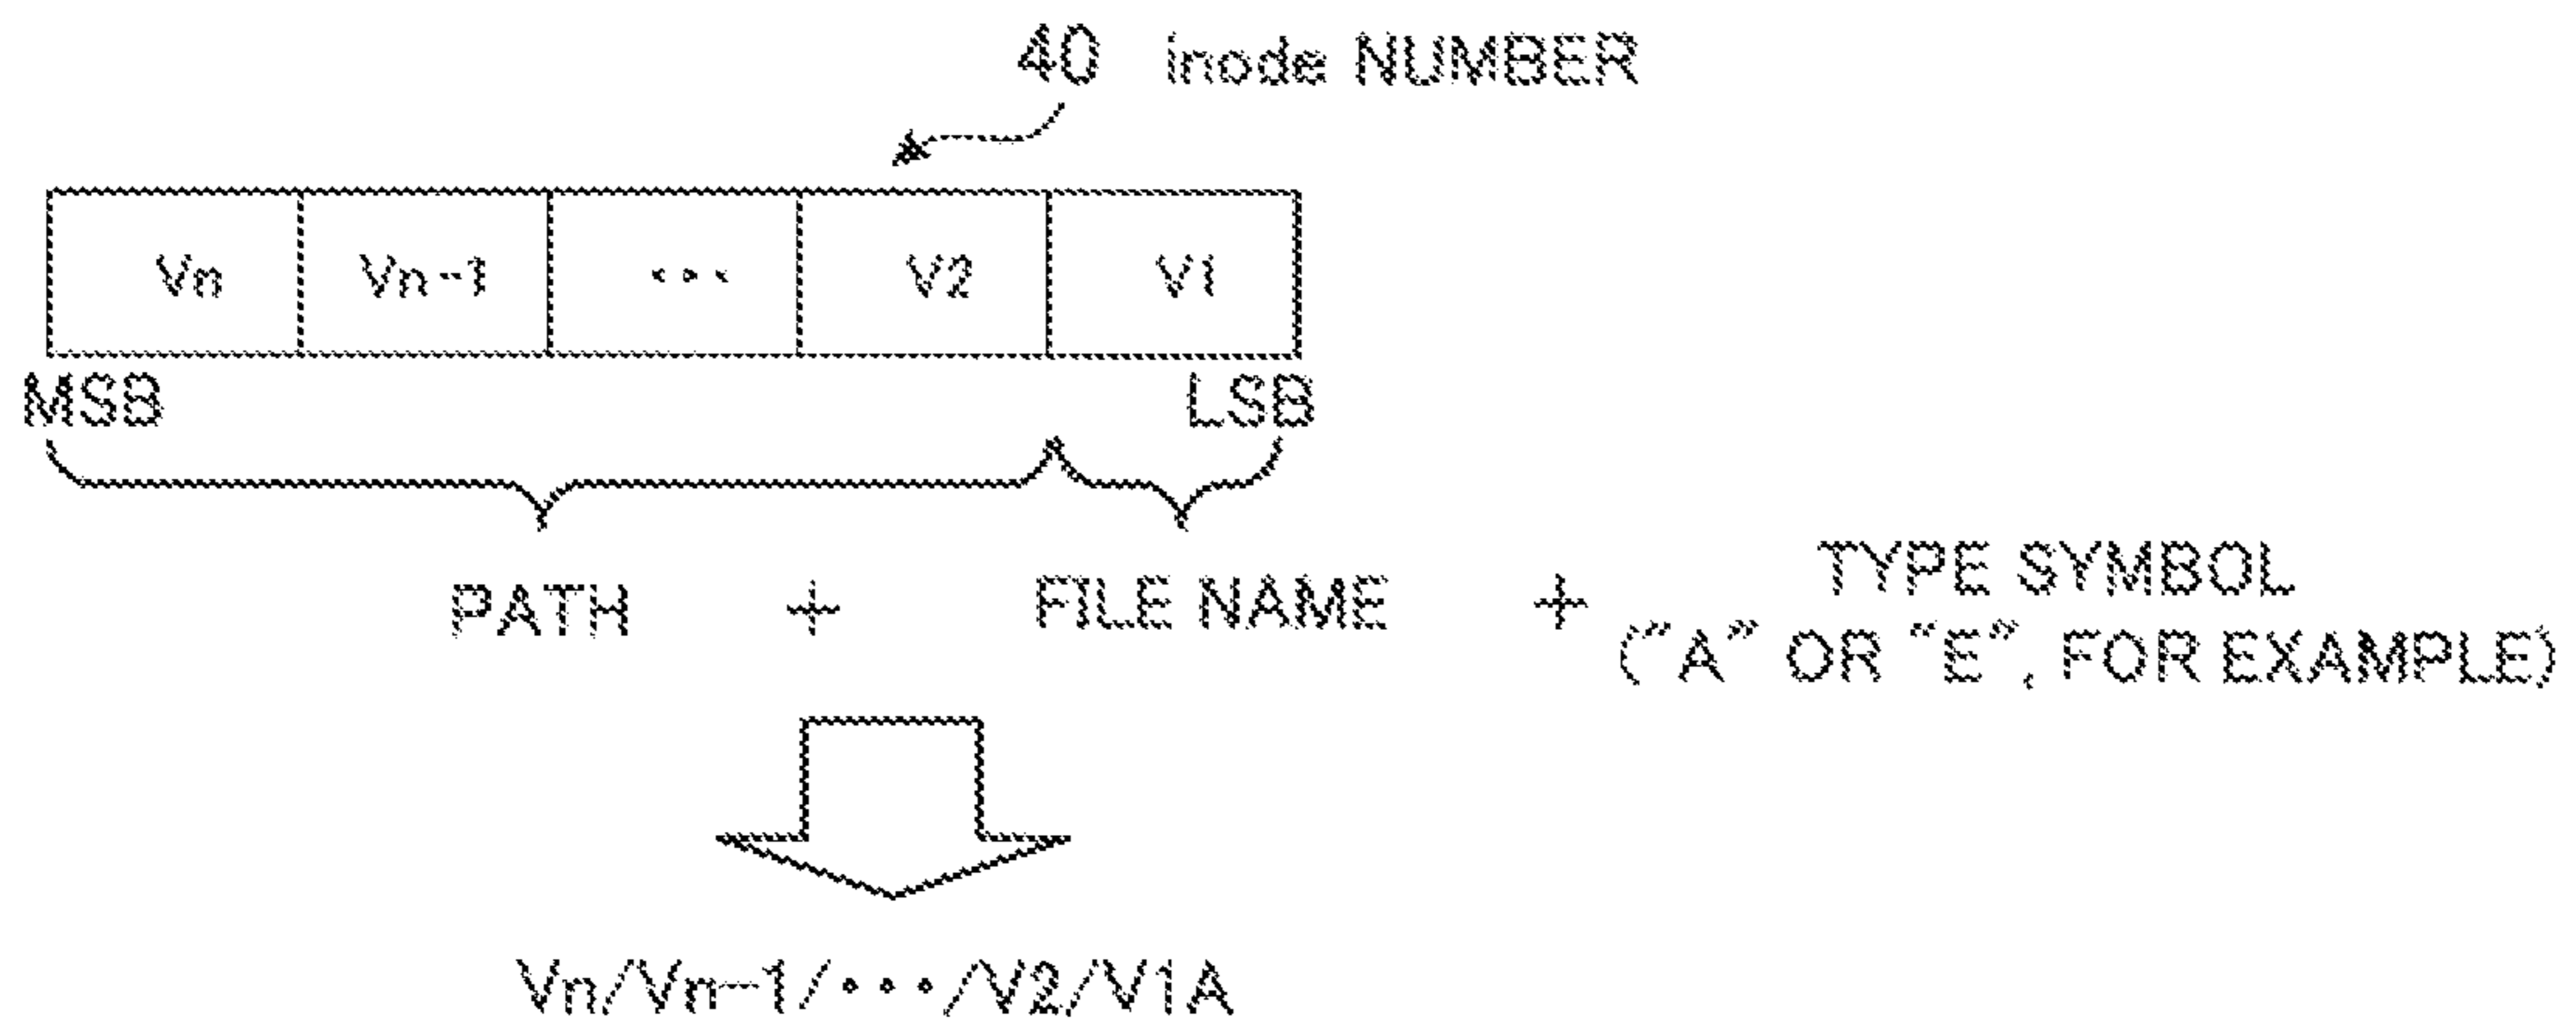 40 inode NUMBER
Vn Vn-1 ••• V2 V1
MSB LSB
PATH + FILE NAME + TYPE SYMBOL
("A" OR "E", FOR EXAMPLE)
Vn/Vn-1/•••/V2/V1A